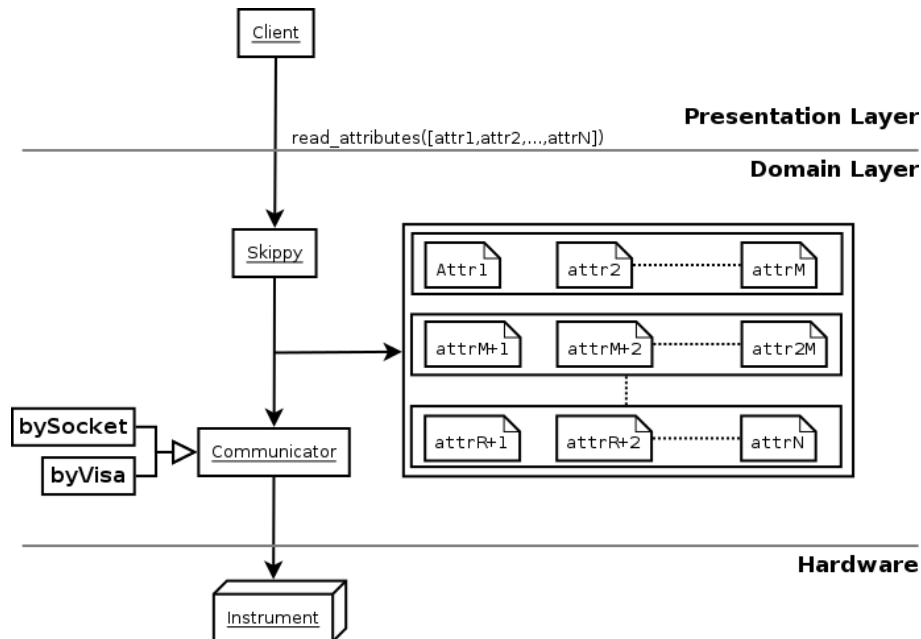 Client
Presentation Layer
read_attributes([attr1,attr2,...,attrN])
Domain Layer
Skippy
Attr1 attr2 attrM
attrM+1 attrM+2 attr2M
attrR+1 attrR+2 attrN
bySocket
byVisa
Communicator
Hardware
Instrument